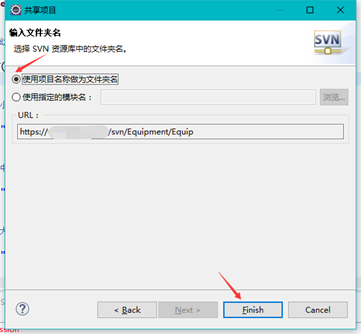 共享项目
输入文件夹名
选择 SVN 资源库中的文件夹名。
SVN
使用项目名称做为文件夹名
使用指定的模块名：
浏览...
URL：
https:// /svn/Equipment/Equip
< Back
Next >
Finish
Cancel
ssion